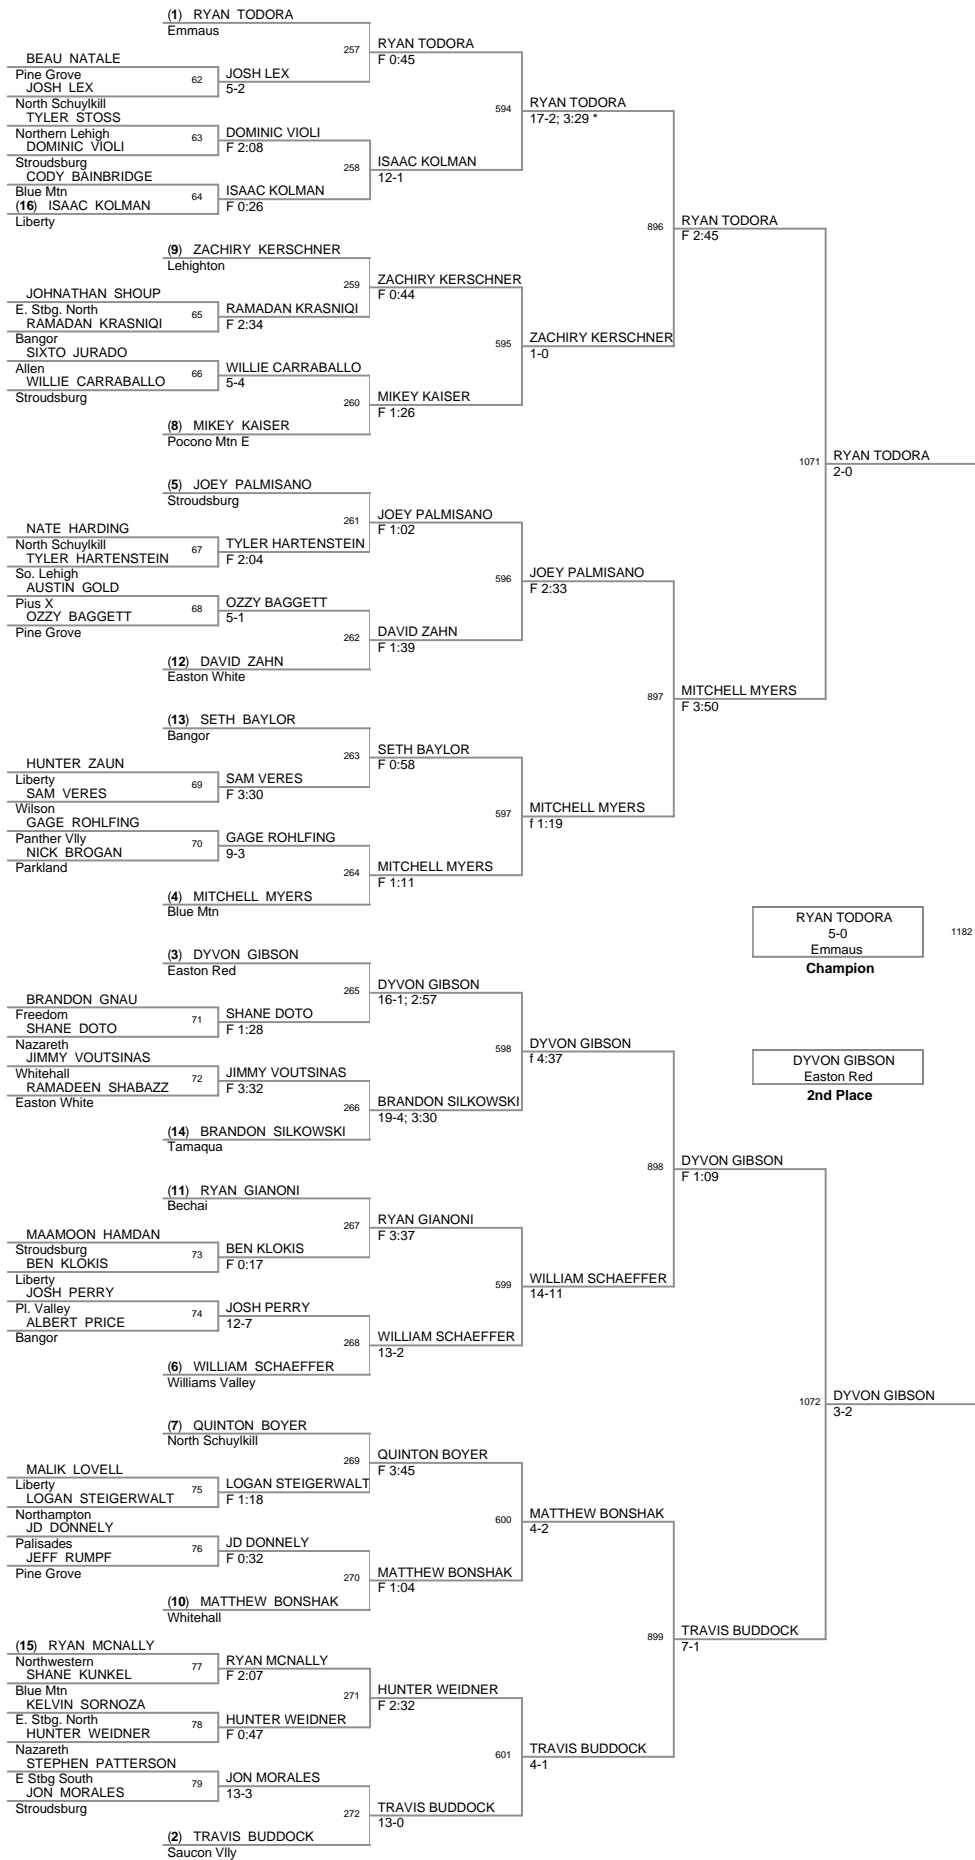 (1) RYAN TODORA
Emmaus
257
RYAN TODORA
F 0:45
BEAU NATALE
Pine Grove
62
JOSH LEX
JOSH LEX
5-2
North Schuylkill
594
RYAN TODORA
17-2; 3:29 *
TYLER STOSS
Northern Lehigh
63
DOMINIC VIOLI
DOMINIC VIOLI
F 2:08
Stroudsburg
258
ISAAC KOLMAN
12-1
CODY BAINBRIDGE
Blue Mtn
64
ISAAC KOLMAN
(16) ISAAC KOLMAN
F 0:26
Liberty
896
RYAN TODORA
F 2:45
(9) ZACHIRY KERSCHNER
Lehighton
259
ZACHIRY KERSCHNER
F 0:44
JOHNATHAN SHOUP
E. Stbg. North
65
RAMADAN KRASNIQI
RAMADAN KRASNIQI
F 2:34
Bangor
595
ZACHIRY KERSCHNER
1-0
SIXTO JURADO
Allen
66
WILLIE CARRABALLO
WILLIE CARRABALLO
5-4
Stroudsburg
260
MIKEY KAISER
F 1:26
(8) MIKEY KAISER
Pocono Mtn E
1071
RYAN TODORA
2-0
(5) JOEY PALMISANO
Stroudsburg
261
JOEY PALMISANO
F 1:02
NATE HARDING
North Schuylkill
67
TYLER HARTENSTEIN
TYLER HARTENSTEIN
F 2:04
So. Lehigh
596
JOEY PALMISANO
F 2:33
AUSTIN GOLD
Pius X
68
OZZY BAGGETT
OZZY BAGGETT
5-1
Pine Grove
262
DAVID ZAHN
F 1:39
(12) DAVID ZAHN
Easton White
897
MITCHELL MYERS
F 3:50
(13) SETH BAYLOR
Bangor
263
SETH BAYLOR
F 0:58
HUNTER ZAUN
Liberty
69
SAM VERES
SAM VERES
F 3:30
Wilson
597
MITCHELL MYERS
f 1:19
GAGE ROHLFING
Panther Vlly
70
GAGE ROHLFING
NICK BROGAN
9-3
Parkland
264
MITCHELL MYERS
F 1:11
(4) MITCHELL MYERS
Blue Mtn
RYAN TODORA
5-0
Emmaus
Champion
1182
(3) DYVON GIBSON
Easton Red
265
DYVON GIBSON
16-1; 2:57
BRANDON GNAU
Freedom
71
SHANE DOTO
SHANE DOTO
F 1:28
Nazareth
598
DYVON GIBSON
f 4:37
DYVON GIBSON
Easton Red
2nd Place
JIMMY VOUTSINAS
Whitehall
72
JIMMY VOUTSINAS
RAMADEEN SHABAZZ
F 3:32
Easton White
266
BRANDON SILKOWSKI
19-4; 3:30
(14) BRANDON SILKOWSKI
Tamaqua
898
DYVON GIBSON
F 1:09
(11) RYAN GIANONI
Bechai
267
RYAN GIANONI
F 3:37
MAAMOON HAMDAN
Stroudsburg
73
BEN KLOKIS
BEN KLOKIS
F 0:17
Liberty
599
WILLIAM SCHAEFFER
14-11
JOSH PERRY
Pl. Valley
74
JOSH PERRY
ALBERT PRICE
12-7
Bangor
268
WILLIAM SCHAEFFER
13-2
(6) WILLIAM SCHAEFFER
Williams Valley
1072
DYVON GIBSON
3-2
(7) QUINTON BOYER
North Schuylkill
269
QUINTON BOYER
F 3:45
MALIK LOVELL
Liberty
75
LOGAN STEIGERWALT
LOGAN STEIGERWALT
F 1:18
Northampton
600
MATTHEW BONSHAK
4-2
JD DONNELY
Palisades
76
JD DONNELY
JEFF RUMPF
F 0:32
Pine Grove
270
MATTHEW BONSHAK
F 1:04
(10) MATTHEW BONSHAK
Whitehall
899
TRAVIS BUDDOCK
7-1
(15) RYAN MCNALLY
Northwestern
77
RYAN MCNALLY
SHANE KUNKEL
F 2:07
Blue Mtn
271
HUNTER WEIDNER
F 2:32
KELVIN SORNOZA
E. Stbg. North
78
HUNTER WEIDNER
HUNTER WEIDNER
F 0:47
Nazareth
601
TRAVIS BUDDOCK
4-1
STEPHEN PATTERSON
E Stbg South
79
JON MORALES
JON MORALES
13-3
Stroudsburg
272
TRAVIS BUDDOCK
13-0
(2) TRAVIS BUDDOCK
Saucon Vlly